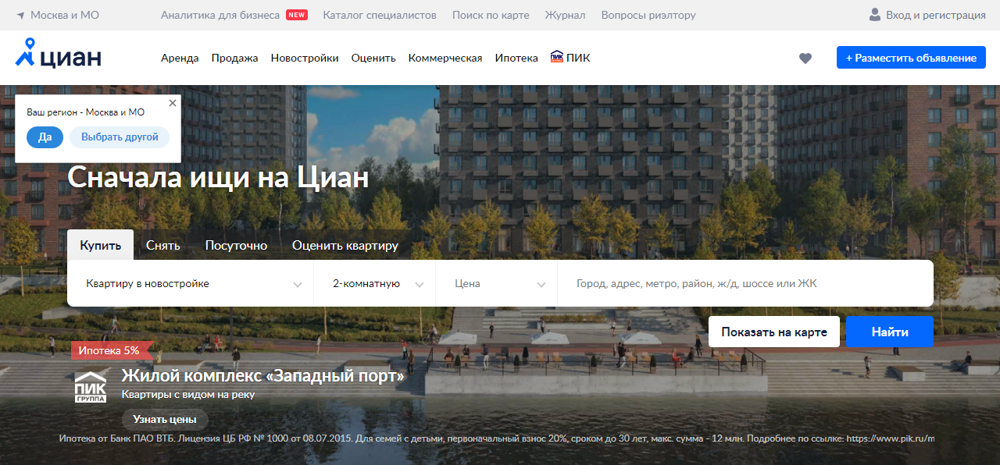 Москва и МО Аналитика для бизнеса NEW Каталог специалистов Поиск по карте Журнал Вопросы риэлтору Вход и регистрация
циан Аренда Продажа Новостройки Оценить Коммерческая Ипотека ПИК ПИК + Разместить объявление
Ваш регион - Москва и МО
Да Выбрать другой
Сначала ищи на Циан
Купить Снять Посуточно Оценить квартиру
Квартиру в новостройке 2-комнатную Цена Город, адрес, метро, район, ж/д, шоссе или ЖК
Показать на карте Найти
Ипотека 5%
ПИК
ГРУППА
Жилой комплекс «Западный порт»
Квартиры с видом на реку
Узнать цены
Ипотека от Банк ПАО ВТБ. Лицензия ЦБ РФ № 1000 от 08.07.2015. Для семей с детьми, первоначальный взнос 20%, сроком до 30 лет, макс. сумма - 12 млн. Подробнее по ссылке: https://www.pik.ru/m